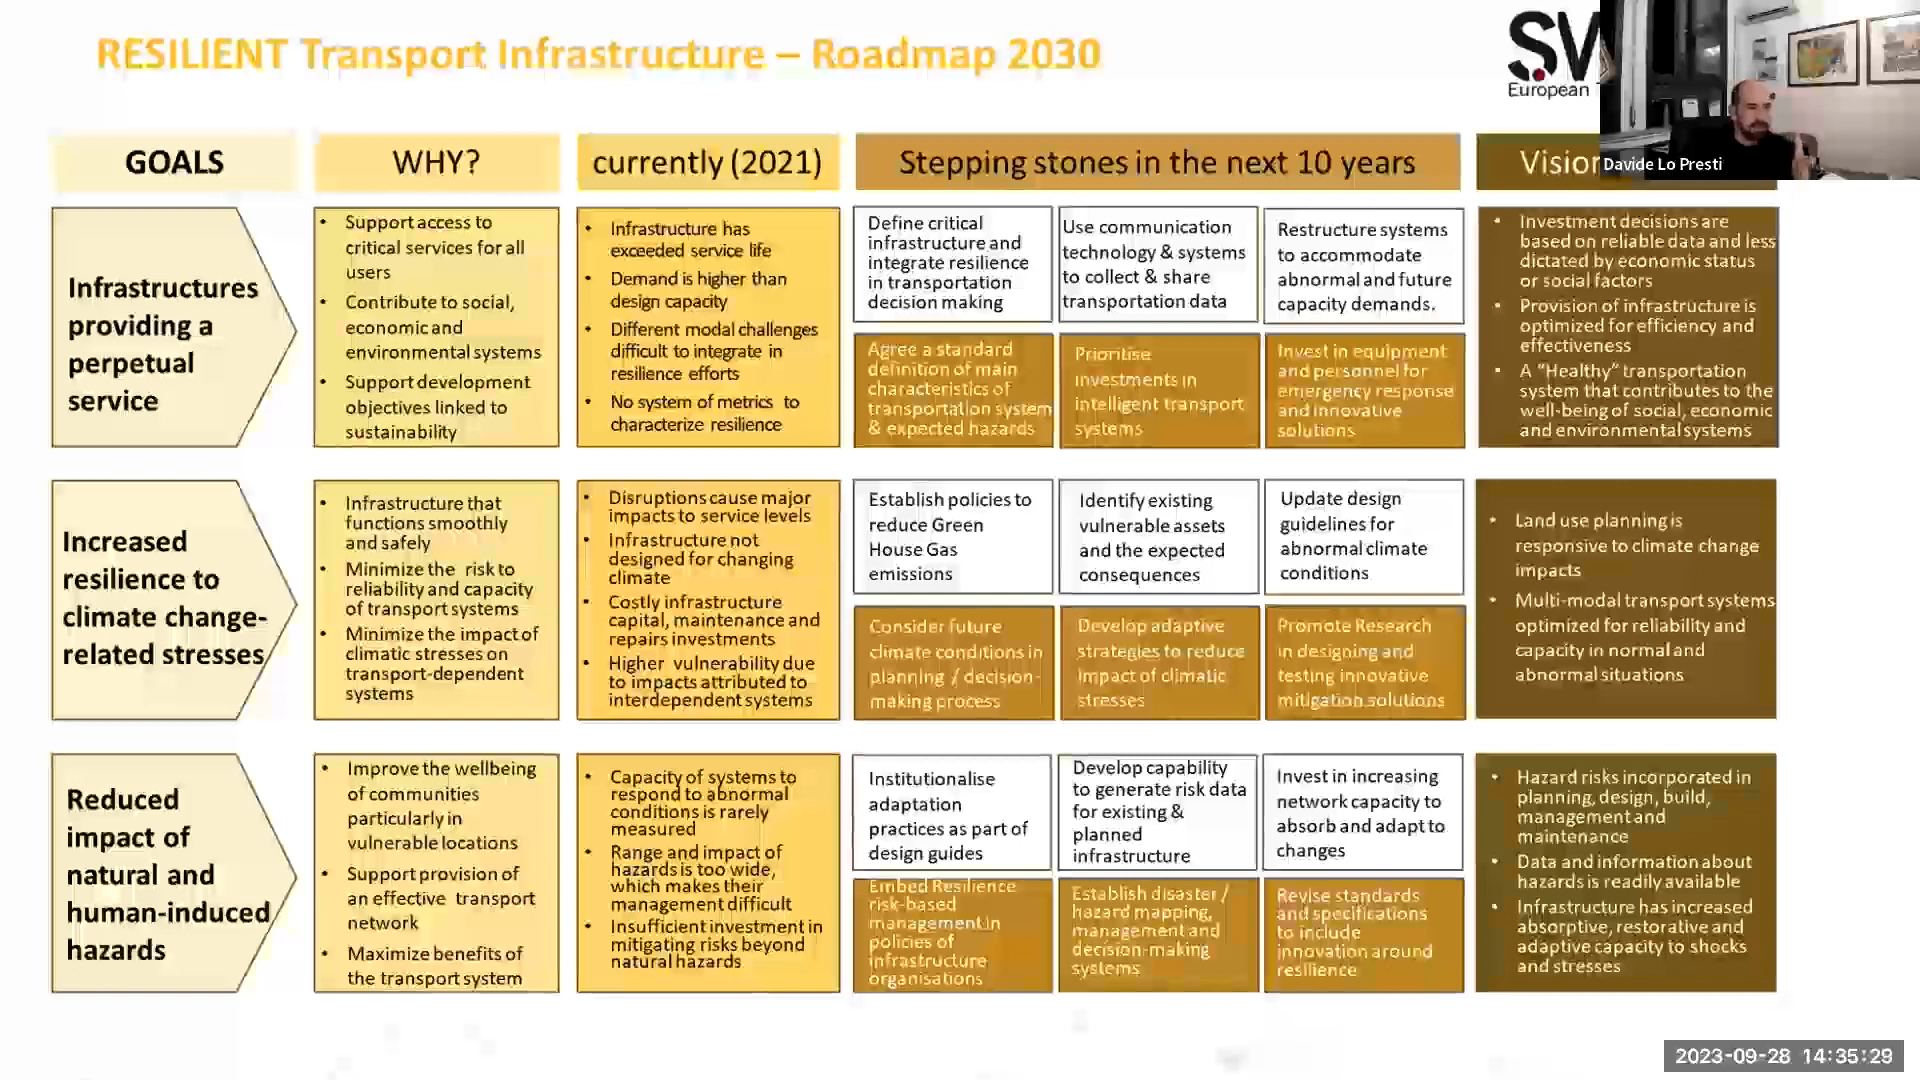 RESILIENT Transport Infrastructure – Roadmap 2030
European
Davide Lo Presti
GOALS
WHY?
currently (2021)
Stepping stones in the next 10 years
Infrastructures
providing a
perpetual
service
• Support access to
critical services for all
users
• Contribute to social,
economic and
environmental systems
• Support development
objectives linked to
sustainability
• Infrastructure has
exceeded service life
• Demand is higher than
design capacity
• Different modal challenges
difficult to integrate in
resilience efforts
• No system of metrics to
characterize resilience
Define critical
infrastructure and
integrate resilience
in transportation
decision making
Use communication
technology & systems
to collect & share
transportation data
Restructure systems
to accommodate
abnormal and future
capacity demands.
Agree a standard
definition of main
characteristics of
transportation system
& expected hazards
Prioritise
investments in
intelligent transport
systems
Invest in equipment
and personnel for
emergency response
and innovative
solutions
• Investment decisions are
based on reliable data and less
dictated by economic status
or social factors
• Provision of infrastructure is
optimized for efficiency and
effectiveness
• A “Healthy” transportation
system that contributes to the
well-being of social, economic
and environmental systems
Increased
resilience to
climate change-
related stresses
• Infrastructure that
functions smoothly
and safely
• Minimize the risk to
reliability and capacity
of transport systems
• Minimize the impact of
climatic stresses on
transport-dependent
systems
• Disruptions cause major
impacts to service levels
• Infrastructure not
designed for changing
climate
• Costly infrastructure
capital, maintenance and
repairs investments
• Higher vulnerability due
to impacts attributed to
interdependent systems
Establish policies to
reduce Green
House Gas
emissions
Identify existing
vulnerable assets
and the expected
consequences
Update design
guidelines for
abnormal climate
conditions
Consider future
climate conditions in
planning / decision-
making process
Develop adaptive
strategies to reduce
impact of climatic
stresses
Promote Research
in designing and
testing innovative
mitigation solutions
• Land use planning is
responsive to climate change
impacts
• Multi-modal transport systems
optimized for reliability and
capacity in normal and
abnormal situations
Reduced
impact of
natural and
human-induced
hazards
• Improve the wellbeing
of communities
particularly in
vulnerable locations
• Support provision of
an effective transport
network
• Maximize benefits of
the transport system
• Capacity of systems to
respond to abnormal
conditions is rarely
measured
• Range and impact of
hazards is too wide,
which makes their
management difficult
• Insufficient investment in
mitigating risks beyond
natural hazards
Institutionalise
adaptation
practices as part of
design guides
Develop capability
to generate risk data
for existing &
planned
infrastructure
Invest in increasing
network capacity to
absorb and adapt to
changes
Embed Resilience
risk-based
management in
policies of
infrastructure
organisations
Establish disaster /
hazard mapping,
management and
decision-making
systems
Revise standards
and specifications
to include
innovation around
resilience
• Hazard risks incorporated in
planning, design, build,
management and
maintenance
• Data and information about
hazards is readily available
• Infrastructure has increased
absorptive, restorative and
adaptive capacity to shocks
and stresses
2023-09-28 14:35:29